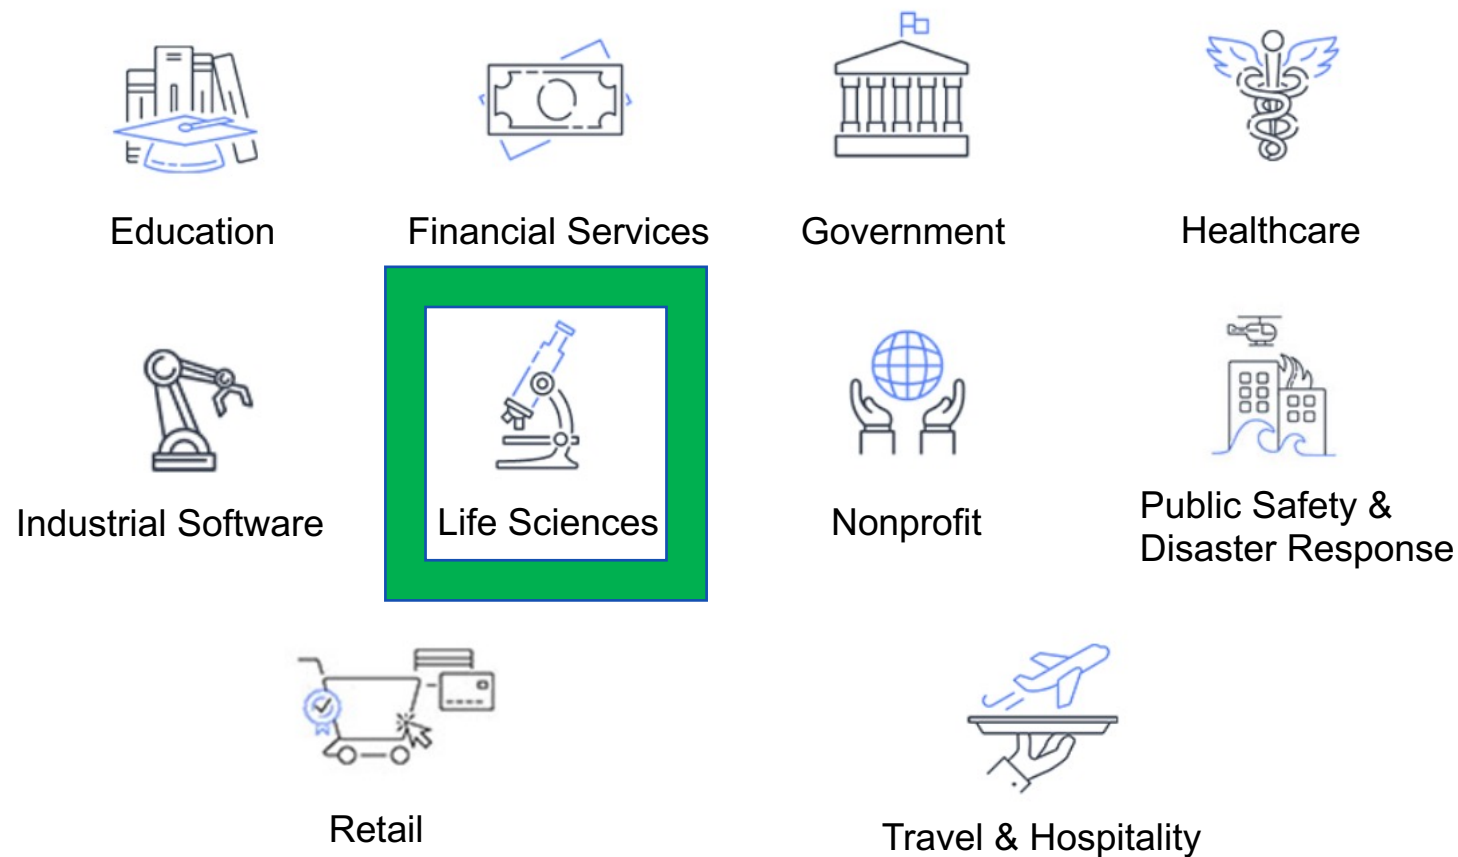 Education
Financial Services
Government
Healthcare
Industrial Software
Life Sciences
Nonprofit
Public Safety &
Disaster Response
Retail
Travel & Hospitality